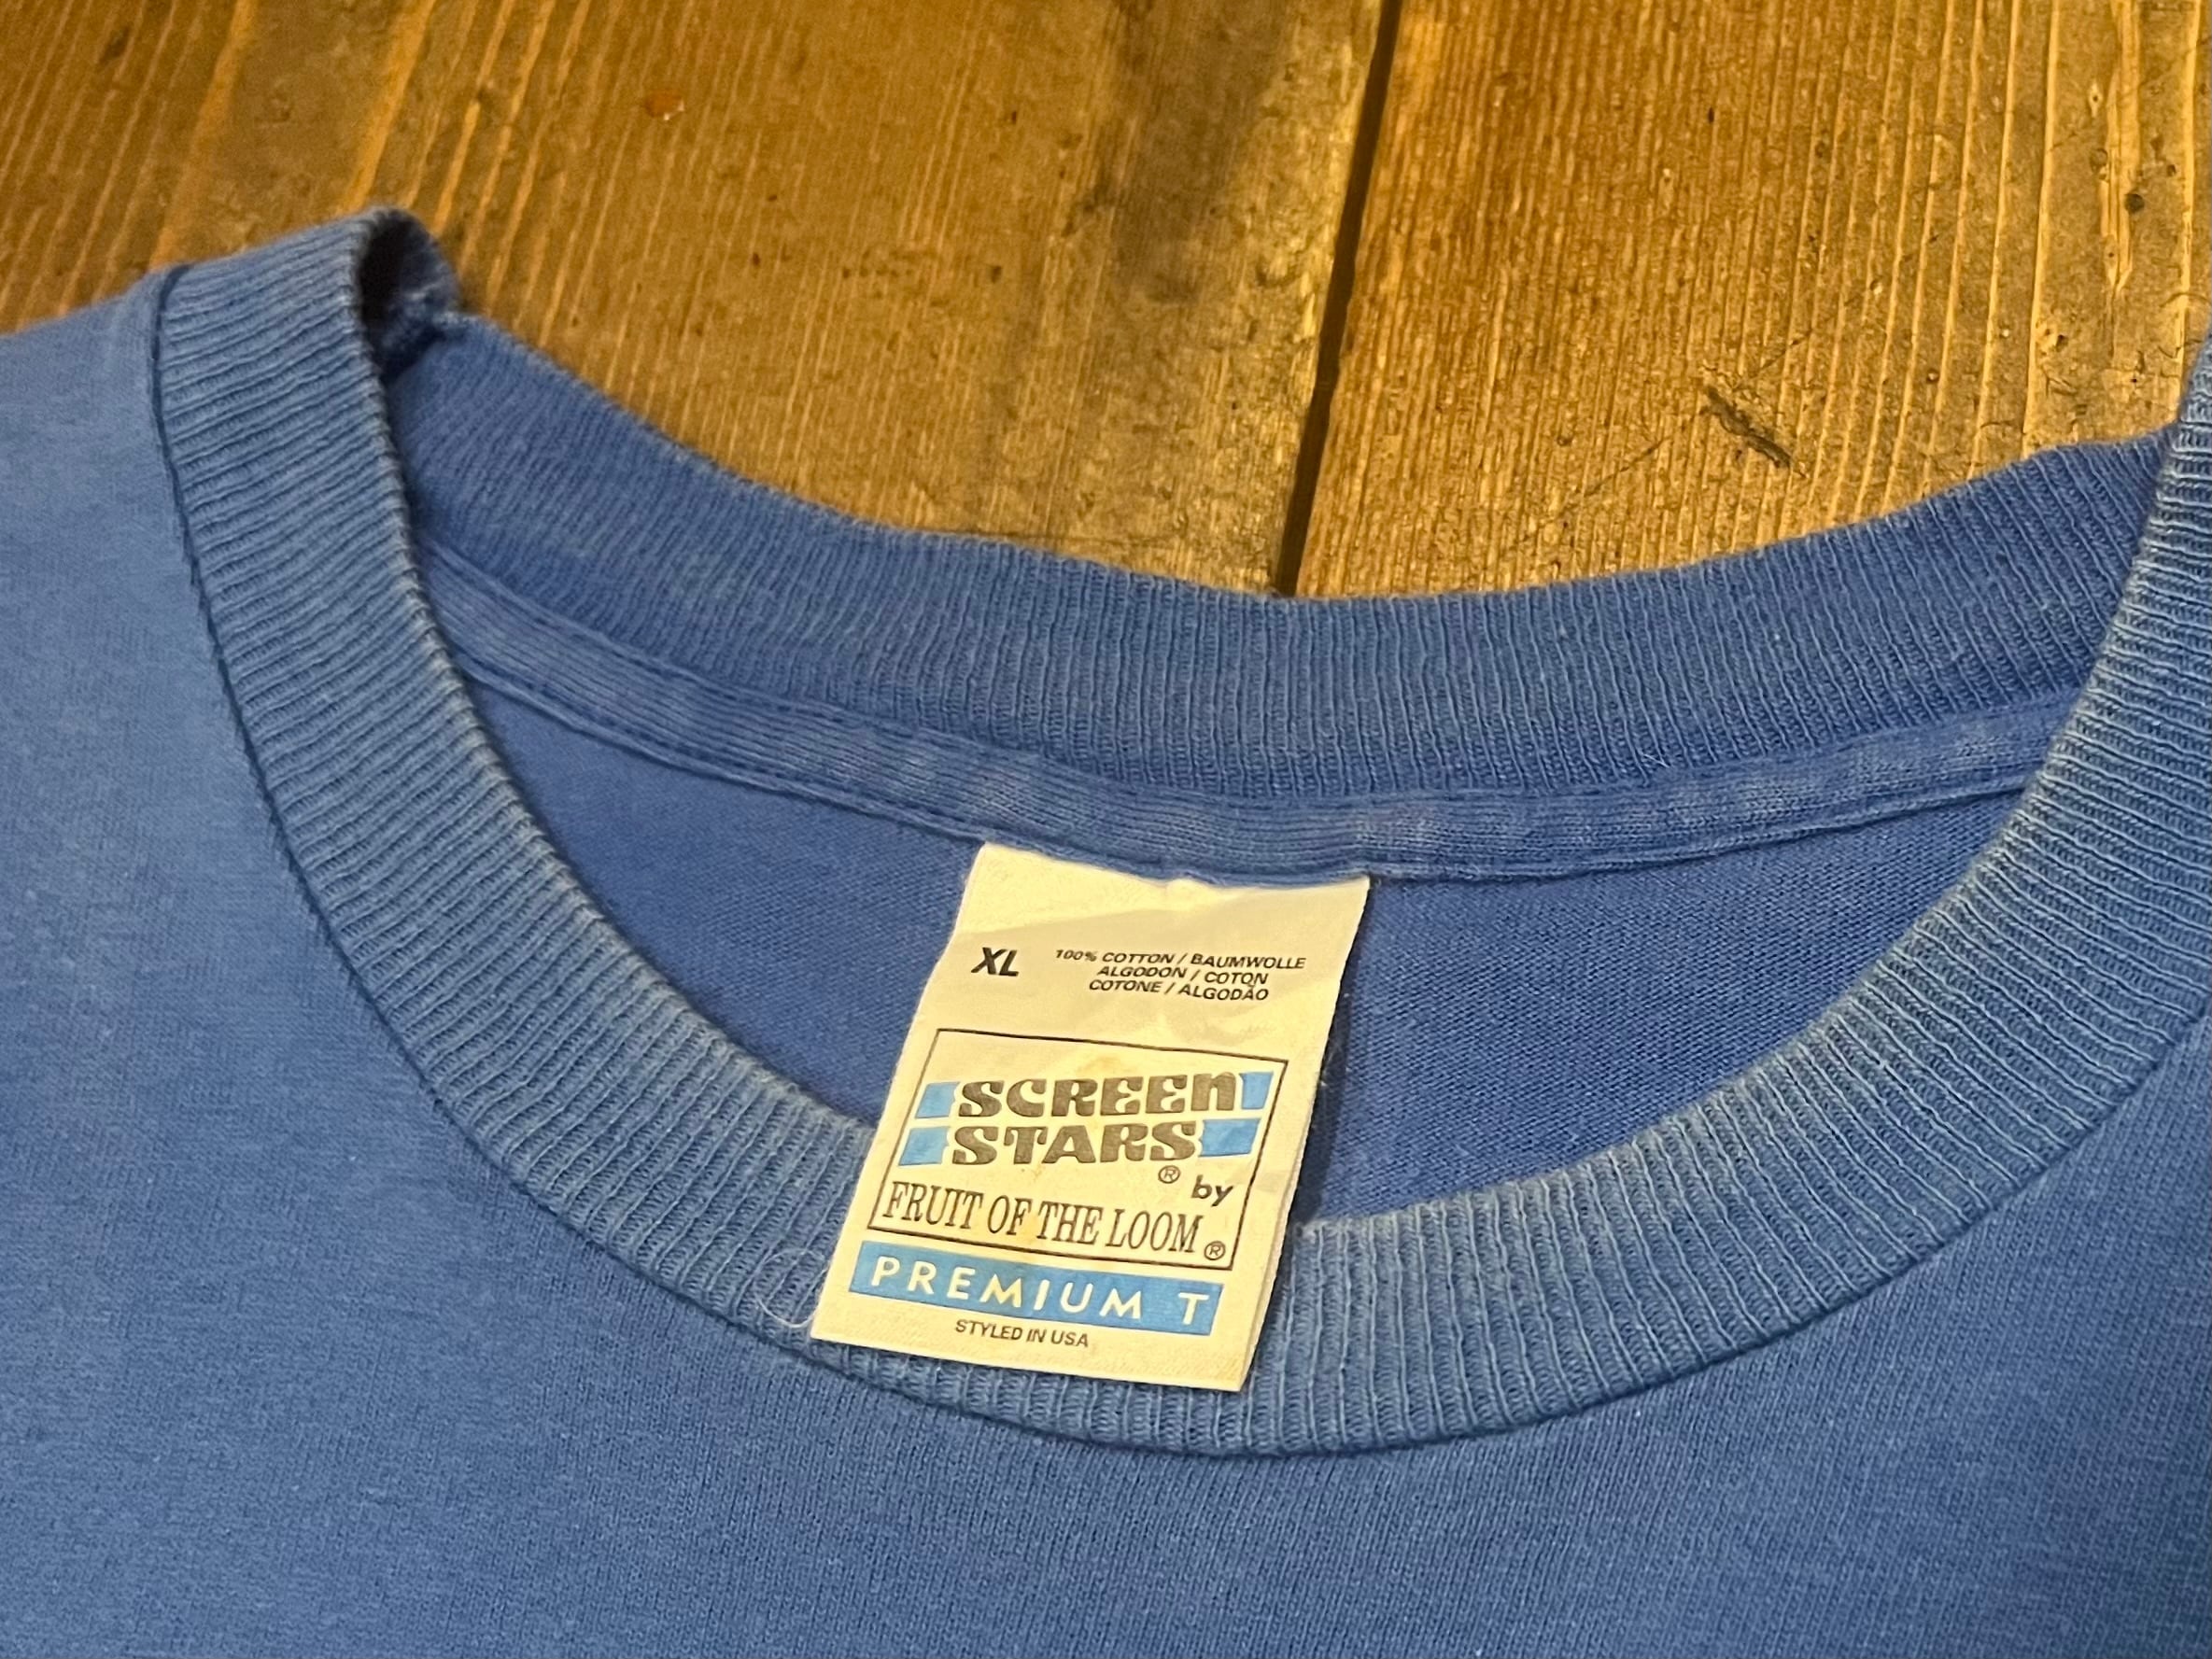 XL
100% COTTON / BAUMWOLLE
ALGODON / COTON
COTONE / ALGODÃO
SCREEN
STARS
® by
FRUIT OF THE LOOM ®
PREMIUM T
STYLED IN USA